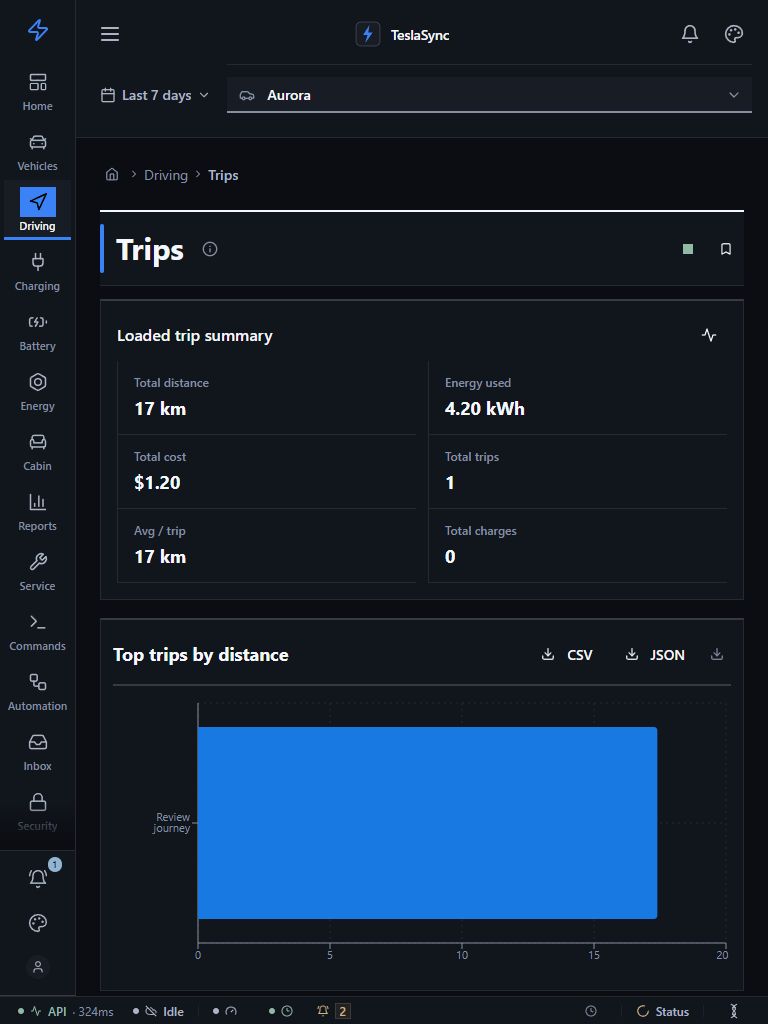 TeslaSync
Last 7 days
Aurora
Home
Vehicles
Driving
Charging
Battery
Energy
Cabin
Reports
Service
Commands
Automation
Inbox
Security
1
Driving
Trips
Trips
Loaded trip summary
Total distance
17 km
Energy used
4.20 kWh
Total cost
$1.20
Total trips
1
Avg / trip
17 km
Total charges
0
Top trips by distance
CSV
JSON
Review
journey
0 5 10 15 20
API · 324ms
Idle
2
Status